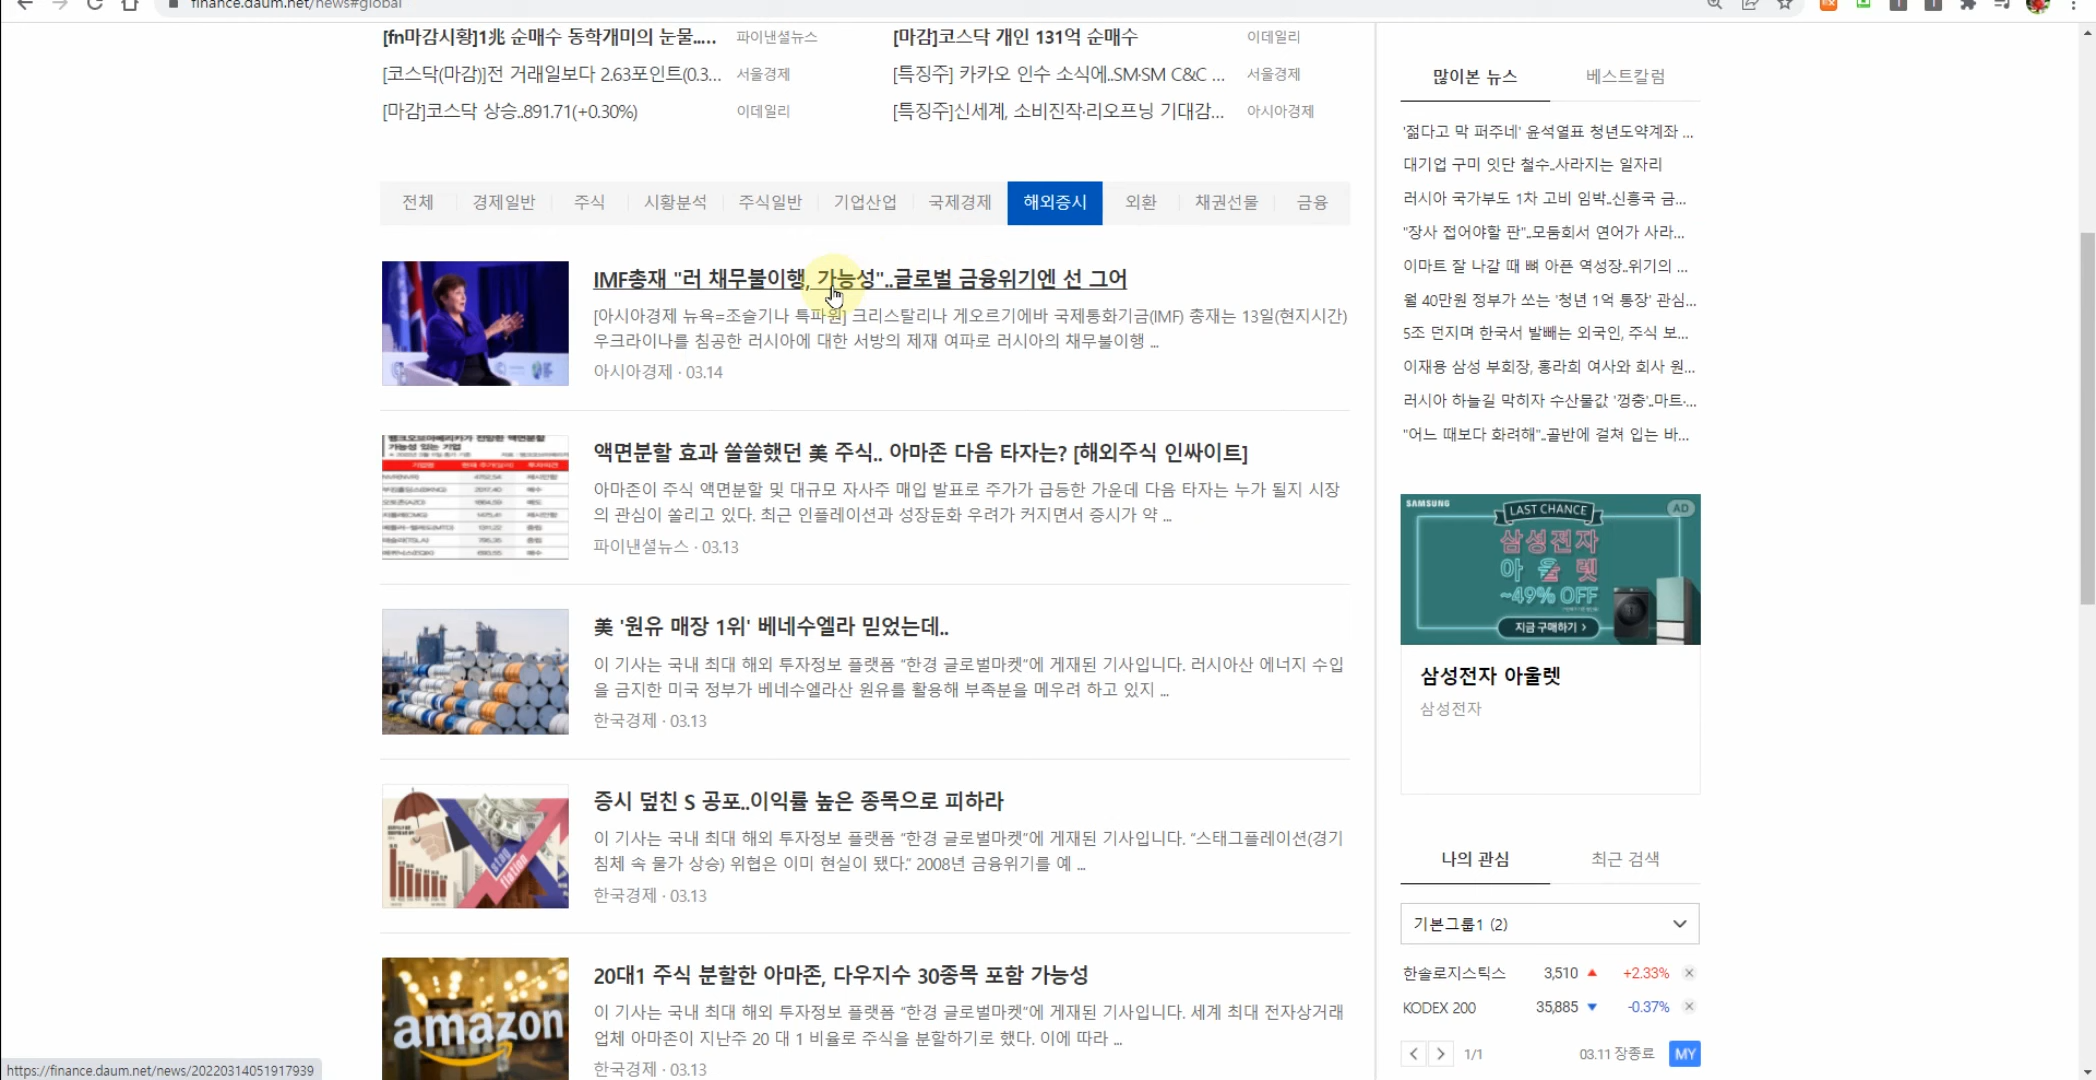 finance.daum.net/news#global
[fn마감시황]1兆 순매수 동학개미의 눈물..... 파이낸셜뉴스
[마감]코스닥 개인 131억 순매수 이데일리
[코스닥(마감)]전 거래일보다 2.63포인트(0.3... 서울경제
[특징주] 카카오 인수 소식에..SM·SM C&C ... 서울경제
[마감]코스닥 상승..891.71(+0.30%) 이데일리
[특징주]신세계, 소비진작·리오프닝 기대감... 아시아경제
전체 경제일반 주식 시황분석 주식일반 기업산업 국제경제 해외증시 외환 채권선물 금융
IMF총재 "러 채무불이행, 가능성"..글로벌 금융위기엔 선 그어
[아시아경제 뉴욕=조슬기나 특파원] 크리스탈리나 게오르기에바 국제통화기금(IMF) 총재는 13일(현지시간)
우크라이나를 침공한 러시아에 대한 서방의 제재 여파로 러시아의 채무불이행 ...
아시아경제 · 03.14
액면분할 효과 쏠쏠했던 美 주식.. 아마존 다음 타자는? [해외주식 인싸이트]
아마존이 주식 액면분할 및 대규모 자사주 매입 발표로 주가가 급등한 가운데 다음 타자는 누가 될지 시장
의 관심이 쏠리고 있다. 최근 인플레이션과 성장둔화 우려가 커지면서 증시가 약 ...
파이낸셜뉴스 · 03.13
美 '원유 매장 1위' 베네수엘라 믿었는데..
이 기사는 국내 최대 해외 투자정보 플랫폼 “한경 글로벌마켓”에 게재된 기사입니다. 러시아산 에너지 수입
을 금지한 미국 정부가 베네수엘라산 원유를 활용해 부족분을 메우려 하고 있지 ...
한국경제 · 03.13
증시 덮친 S 공포..이익률 높은 종목으로 피하라
이 기사는 국내 최대 해외 투자정보 플랫폼 “한경 글로벌마켓”에 게재된 기사입니다. “스태그플레이션(경기
침체 속 물가 상승) 위협은 이미 현실이 됐다.” 2008년 금융위기를 예 ...
한국경제 · 03.13
stag
flation
20대1 주식 분할한 아마존, 다우지수 30종목 포함 가능성
이 기사는 국내 최대 해외 투자정보 플랫폼 “한경 글로벌마켓”에 게재된 기사입니다. 세계 최대 전자상거래
업체 아마존이 지난주 20 대 1 비율로 주식을 분할하기로 했다. 이에 따라 ...
한국경제 · 03.13
amazon
많이본 뉴스 베스트칼럼
'젊다고 막 퍼주네' 윤석열표 청년도약계좌 ...
대기업 구미 잇단 철수..사라지는 일자리
러시아 국가부도 1차 고비 임박..신흥국 금...
"장사 접어야할 판"..모둠회서 연어가 사라...
이마트 잘 나갈 때 뼈 아픈 역성장..위기의 ...
월 40만원 정부가 쏘는 '청년 1억 통장' 관심...
5조 던지며 한국서 발빼는 외국인, 주식 보...
이재용 삼성 부회장, 홍라희 여사와 회사 원...
러시아 하늘길 막히자 수산물값 '껑충'..마트·...
"어느 때보다 화려해"..골반에 걸쳐 입는 바...
SAMSUNG
AD
LAST CHANCE
삼성전자
아울렛
~49% OFF
지금 구매하기 >
삼성전자 아울렛
삼성전자
나의 관심 최근 검색
기본그룹1 (2)
한솔로지스틱스 3,510 ▲ +2.33% ×
KODEX 200 35,885 ▼ -0.37% ×
< > 1/1 03.11 장종료 MY
https://finance.daum.net/news/20220314051917939